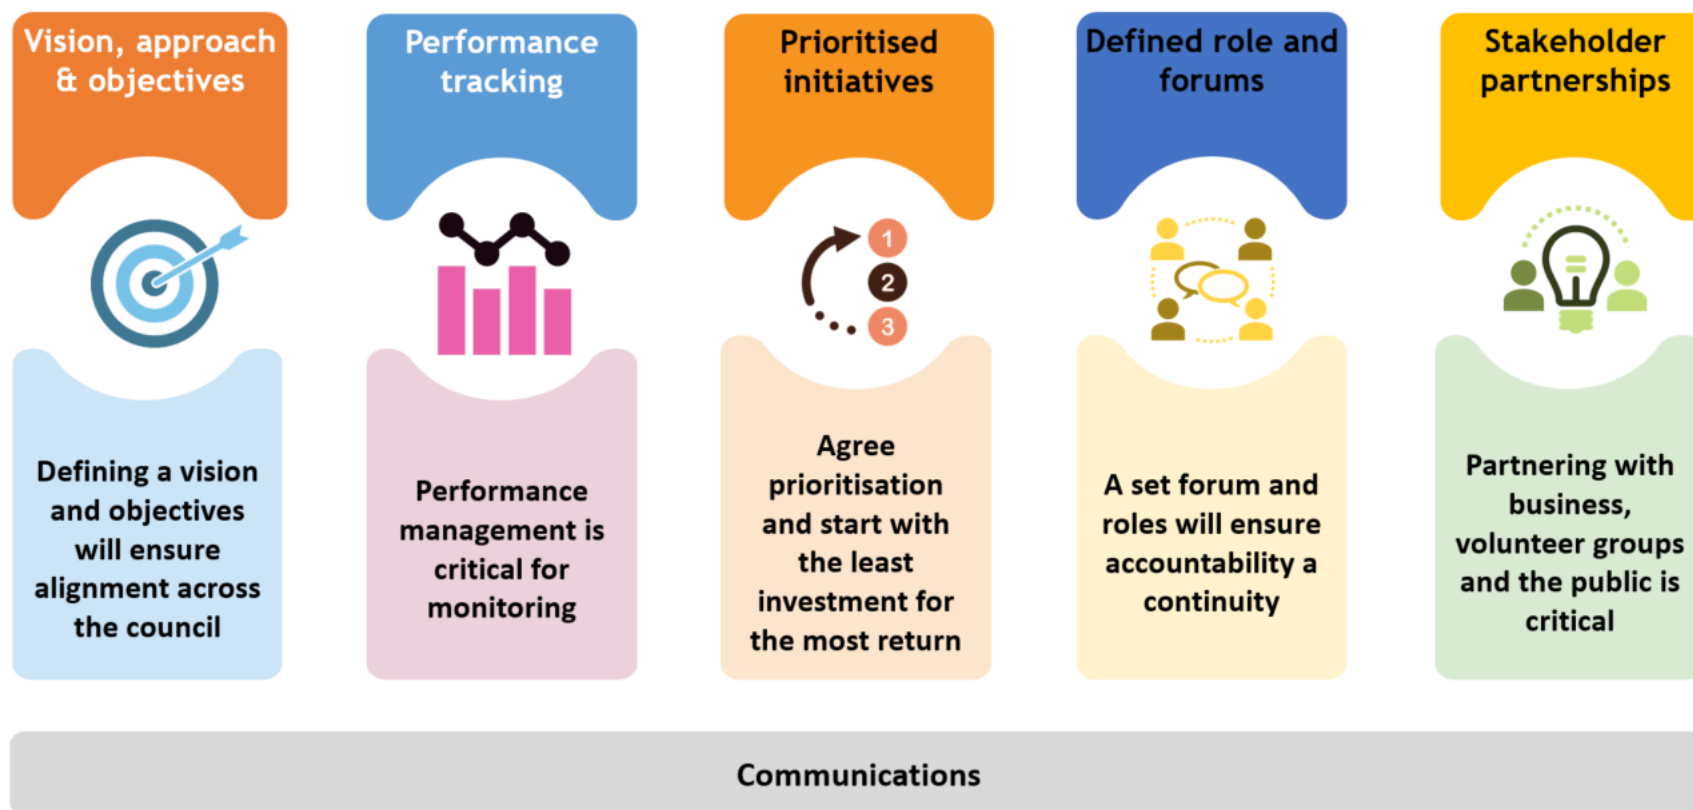 Vision, approach
& objectives
Performance
tracking
Prioritised
initiatives
Defined role and
forums
Stakeholder
partnerships
1
2
3
Defining a vision
and objectives
will ensure
alignment across
the council
Performance
management is
critical for
monitoring
Agree
prioritisation
and start with
the least
investment for
the most return
A set forum and
roles will ensure
accountability a
continuity
Partnering with
business,
volunteer groups
and the public is
critical
Communications